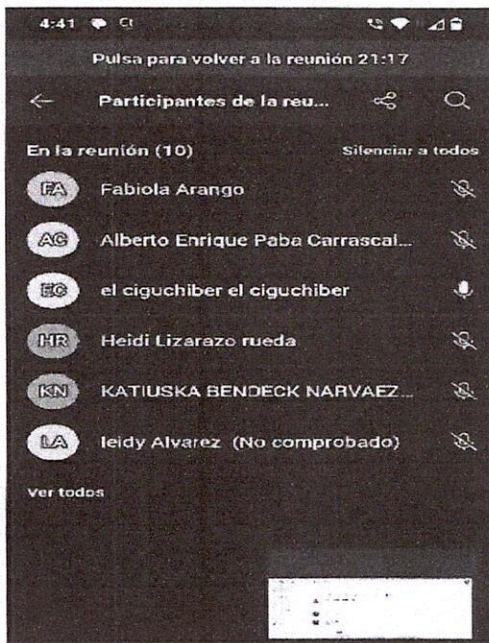 4:41
Pulsa para volver a la reunión 21:17
Participantes de la reu...
En la reunión (10) Silenciar a todos
FA Fabiola Arango
AC Alberto Enrique Paba Carrascal...
EC el ciguchiber el ciguchiber
HR Heidi Lizarazo rueda
KN KATIUSKA BENDECK NARVAEZ...
LA leidy Alvarez (No comprobado)
Ver todos